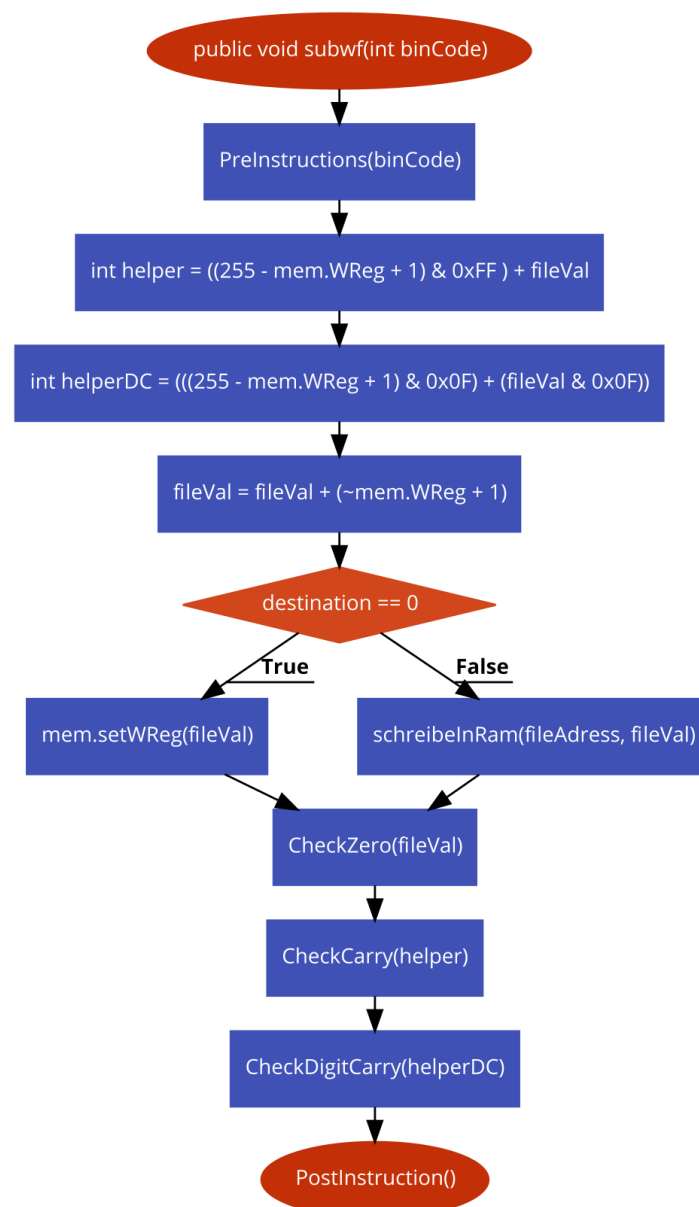 public void subwf(int binCode)
PreInstructions(binCode)
int helper = ((255 - mem.WReg + 1) & 0xFF ) + fileVal
int helperDC = (((255 - mem.WReg + 1) & 0x0F) + (fileVal & 0x0F))
fileVal = fileVal + (~mem.WReg + 1)
destination == 0
True
False
mem.setWReg(fileVal)
schreibeInRam(fileAdress, fileVal)
CheckZero(fileVal)
CheckCarry(helper)
CheckDigitCarry(helperDC)
PostInstruction()